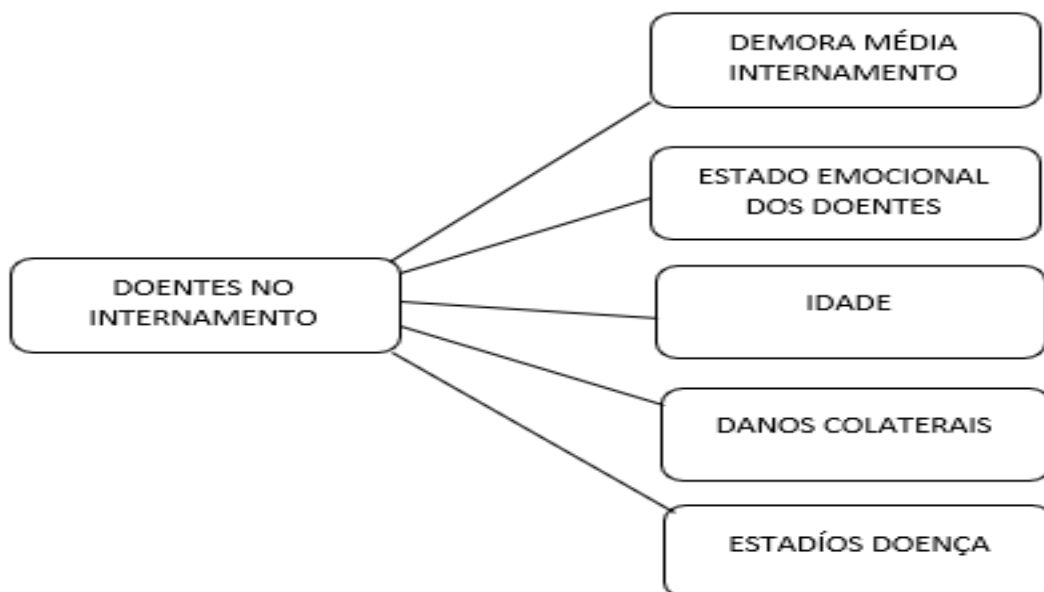 DEMORA MÉDIA
INTERNAMENTO
ESTADO EMOCIONAL
DOS DOENTES
DOENTES NO
INTERNAMENTO
IDADE
DANOS COLATERAIS
ESTADÍOS DOENÇA